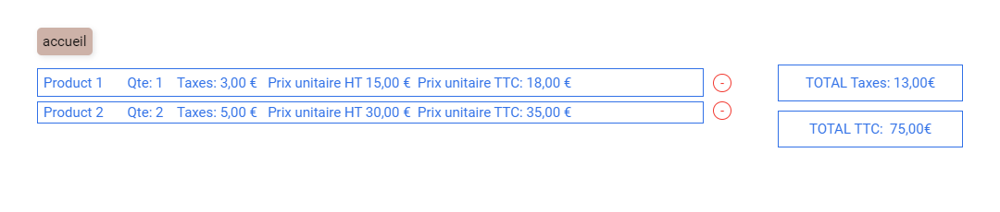 accueil
Product 1 Qte: 1 Taxes: 3,00 € Prix unitaire HT 15,00 € Prix unitaire TTC: 18,00 €
-
TOTAL Taxes: 13,00€
Product 2 Qte: 2 Taxes: 5,00 € Prix unitaire HT 30,00 € Prix unitaire TTC: 35,00 €
-
TOTAL TTC: 75,00€